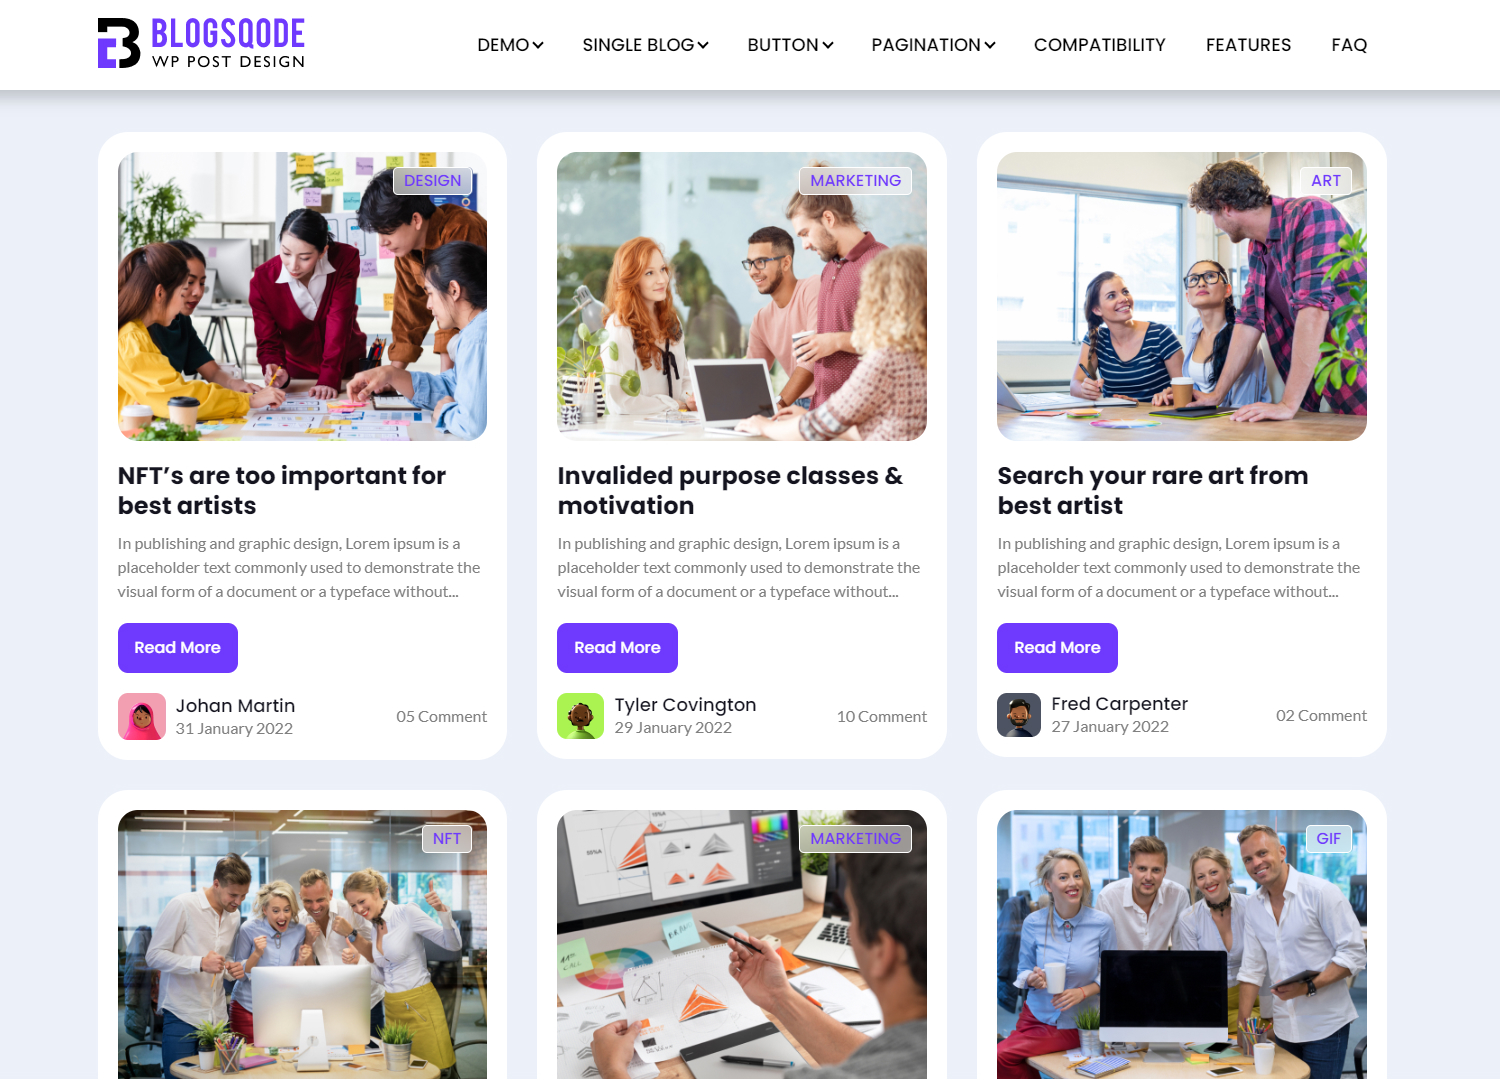 BLOGSQODE
WP POST DESIGN
DEMO
SINGLE BLOG
BUTTON
PAGINATION
COMPATIBILITY
FEATURES
FAQ
DESIGN
NFT’s are too important for
best artists
In publishing and graphic design, Lorem ipsum is a
placeholder text commonly used to demonstrate the
visual form of a document or a typeface without...
Read More
Johan Martin
31 January 2022
05 Comment
MARKETING
Invalided purpose classes &
motivation
In publishing and graphic design, Lorem ipsum is a
placeholder text commonly used to demonstrate the
visual form of a document or a typeface without...
Read More
Tyler Covington
29 January 2022
10 Comment
ART
Search your rare art from
best artist
In publishing and graphic design, Lorem ipsum is a
placeholder text commonly used to demonstrate the
visual form of a document or a typeface without...
Read More
Fred Carpenter
27 January 2022
02 Comment
NFT
MARKETING
GIF